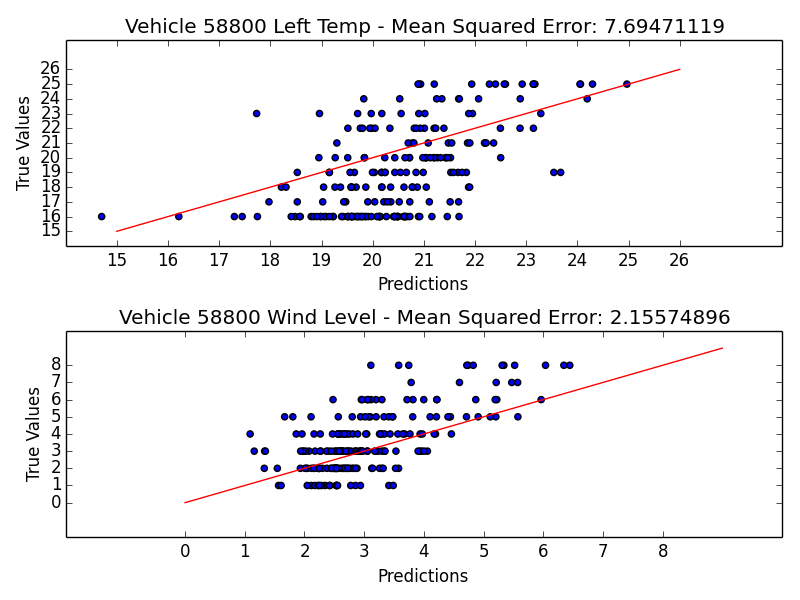 Vehicle 58800 Left Temp - Mean Squared Error: 7.69471119
True Values
26
25
24
23
22
21
20
19
18
17
16
15
15 16 17 18 19 20 21 22 23 24 25 26
Predictions
Vehicle 58800 Wind Level - Mean Squared Error: 2.15574896
True Values
8
7
6
5
4
3
2
1
0
0 1 2 3 4 5 6 7 8
Predictions